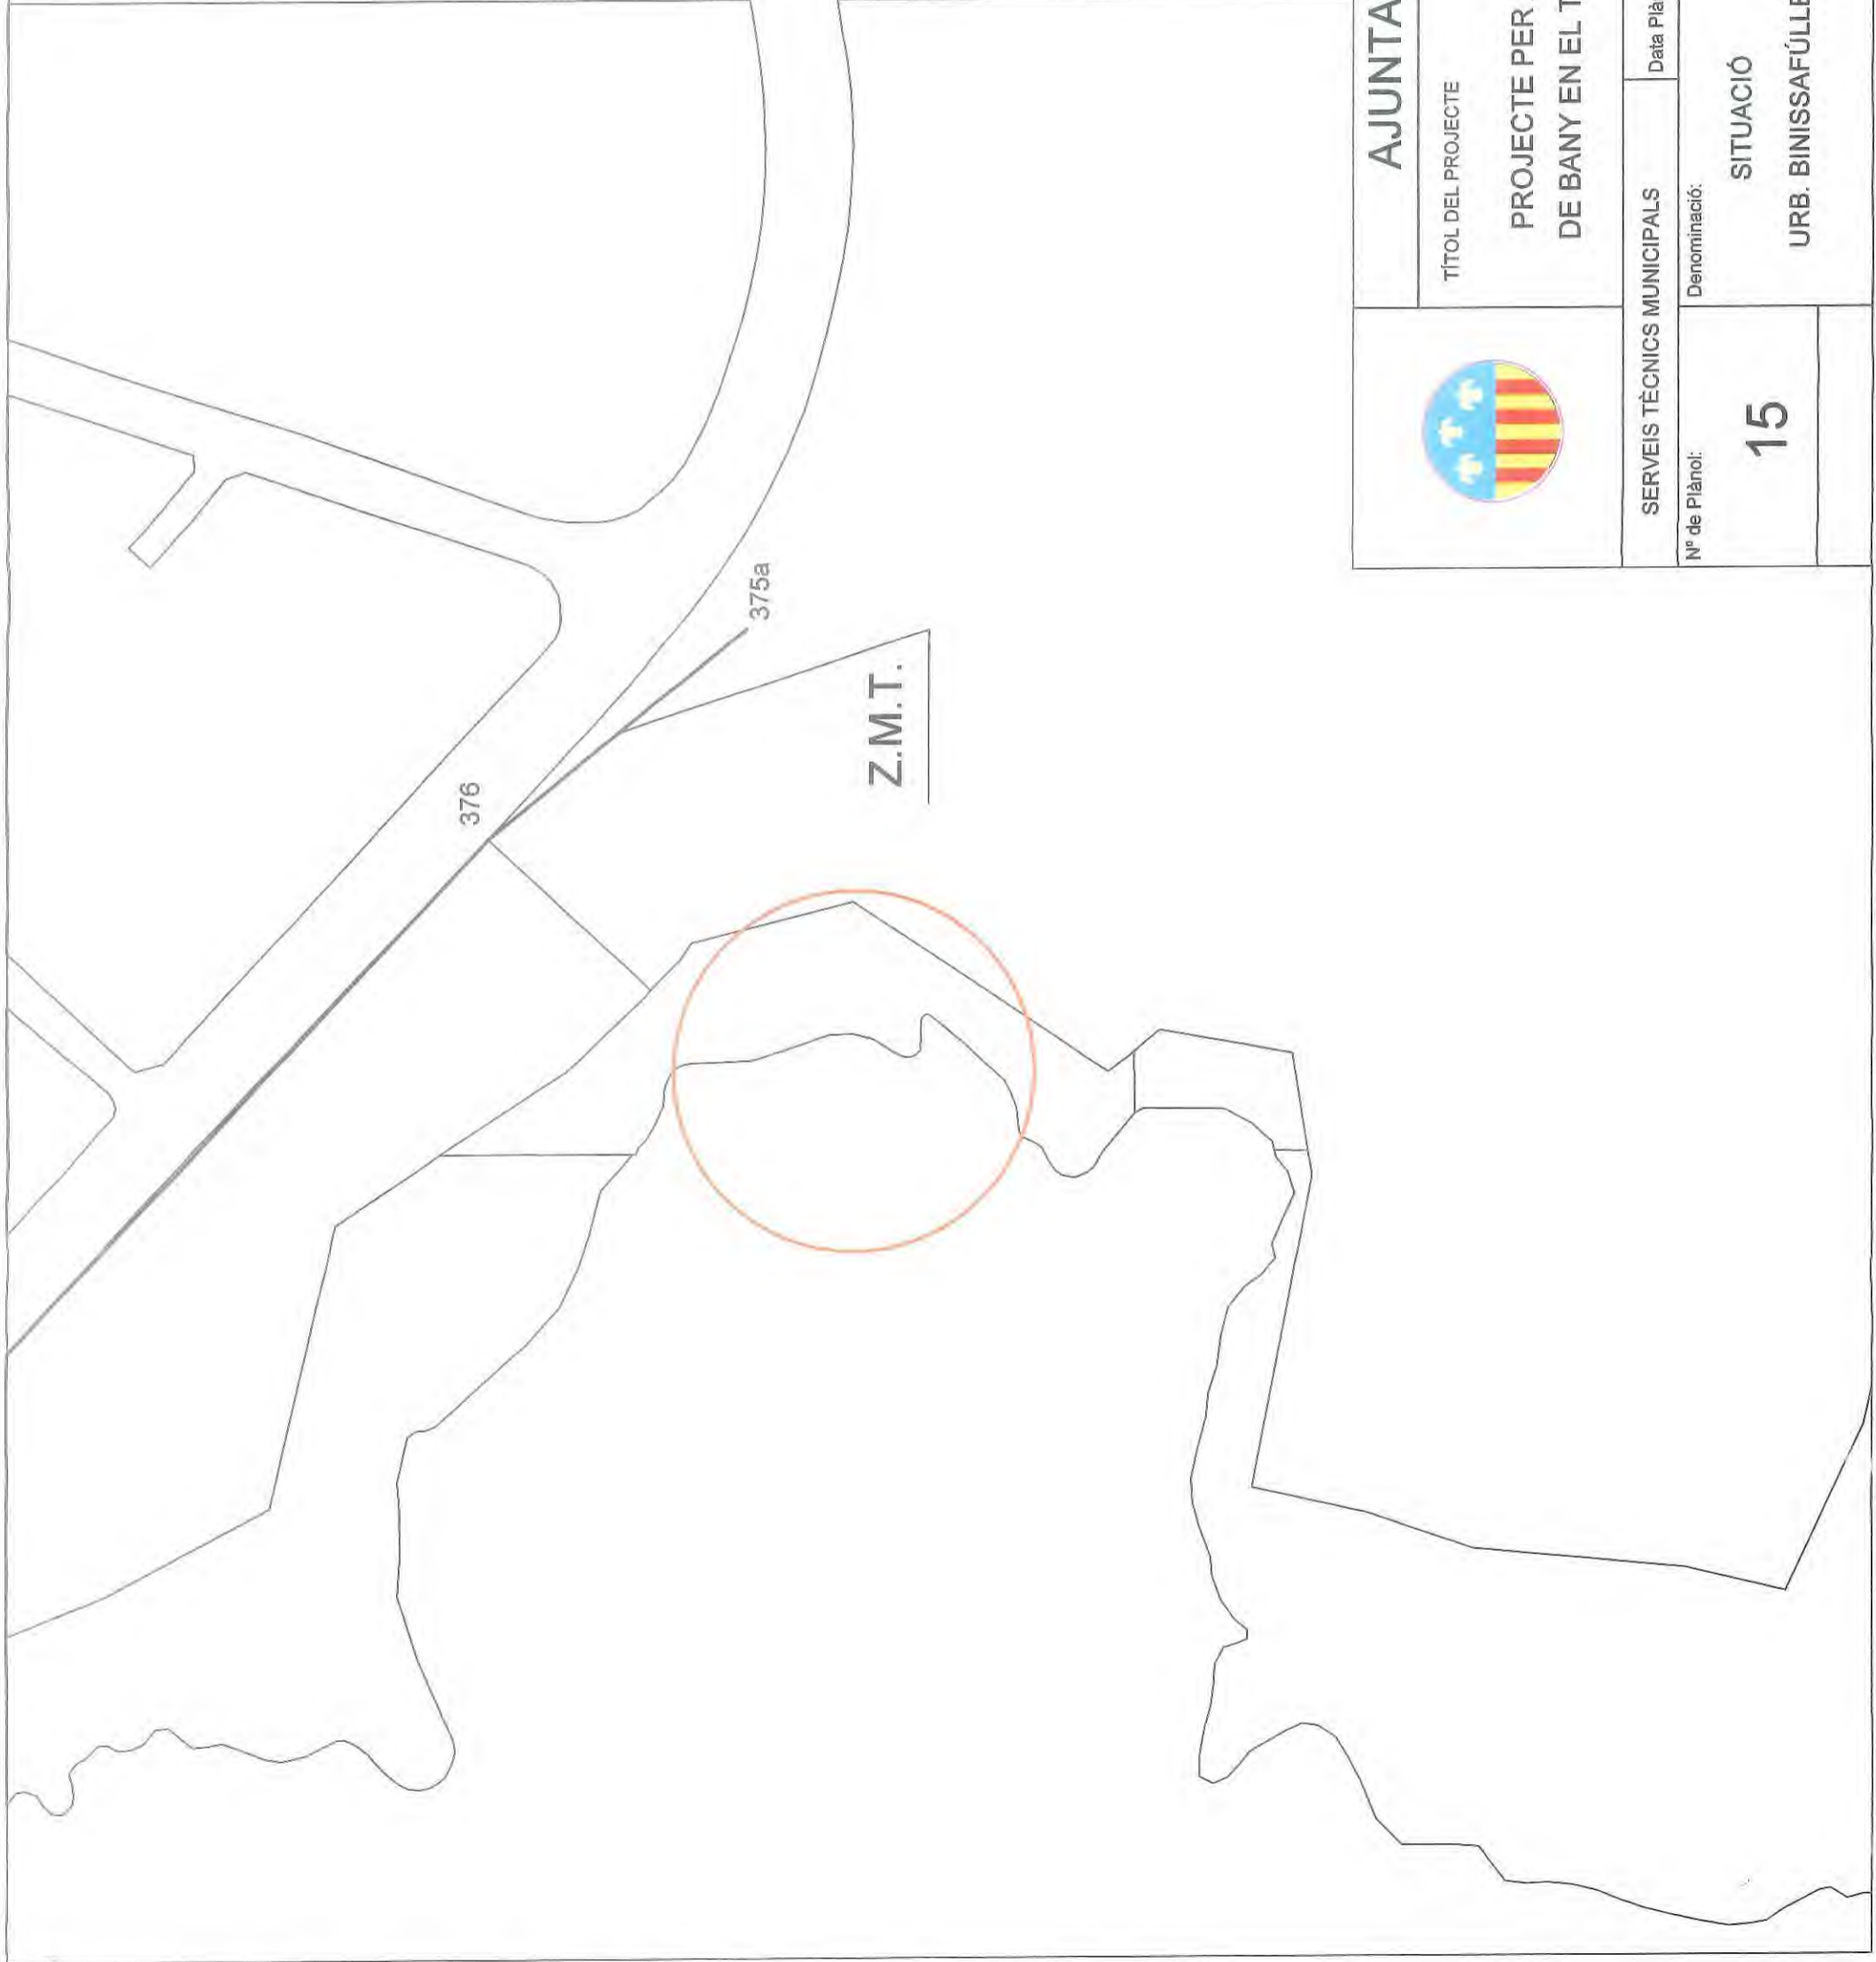 376
375a
Z.M.T.
AJUNTA
TÍTOL DEL PROJECTE
PROJECTE PER
DE BANY EN EL T
SERVEIS TÈCNICS MUNICIPALS
Data Plà
Nº de Plànol:
15
Denominació:
SITUACIÓ
URB. BINISSAFÚLLE